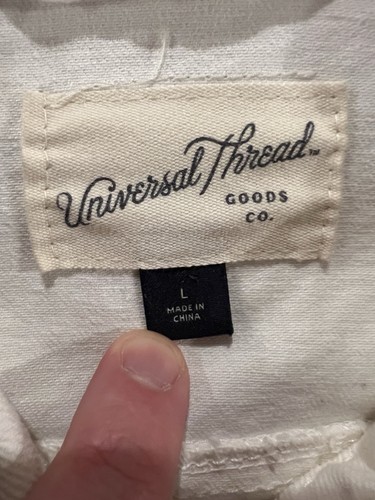 Universal Thread™
GOODS
CO.
L
MADE IN
CHINA